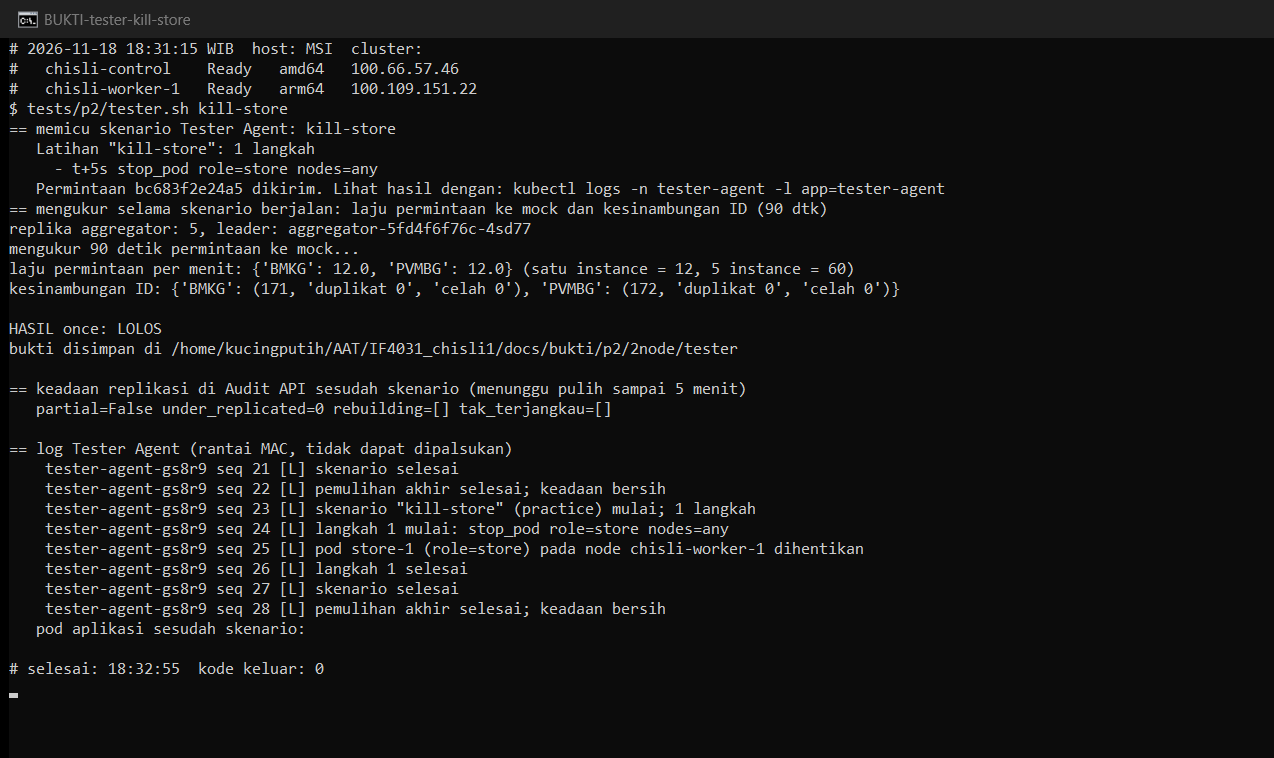 BUKTI-tester-kill-store
# 2026-11-18 18:31:15 WIB  host: MSI  cluster:
#   chisli-control    Ready   amd64   100.66.57.46
#   chisli-worker-1   Ready   arm64   100.109.151.22
$ tests/p2/tester.sh kill-store
== memicu skenario Tester Agent: kill-store
   Latihan "kill-store": 1 langkah
     - t+5s stop_pod role=store nodes=any
   Permintaan bc683f2e24a5 dikirim. Lihat hasil dengan: kubectl logs -n tester-agent -l app=tester-agent
== mengukur selama skenario berjalan: laju permintaan ke mock dan kesinambungan ID (90 dtk)
replika aggregator: 5, leader: aggregator-5fd4f6f76c-4sd77
mengukur 90 detik permintaan ke mock...
laju permintaan per menit: {'BMKG': 12.0, 'PVMBG': 12.0} (satu instance = 12, 5 instance = 60)
kesinambungan ID: {'BMKG': (171, 'duplikat 0', 'celah 0'), 'PVMBG': (172, 'duplikat 0', 'celah 0')}

HASIL once: LOLOS
bukti disimpan di /home/kucingputih/AAT/IF4031_chisli1/docs/bukti/p2/2node/tester

== keadaan replikasi di Audit API sesudah skenario (menunggu pulih sampai 5 menit)
   partial=False under_replicated=0 rebuilding=[] tak_terjangkau=[]

== log Tester Agent (rantai MAC, tidak dapat dipalsukan)
    tester-agent-gs8r9 seq 21 [L] skenario selesai
    tester-agent-gs8r9 seq 22 [L] pemulihan akhir selesai; keadaan bersih
    tester-agent-gs8r9 seq 23 [L] skenario "kill-store" (practice) mulai; 1 langkah
    tester-agent-gs8r9 seq 24 [L] langkah 1 mulai: stop_pod role=store nodes=any
    tester-agent-gs8r9 seq 25 [L] pod store-1 (role=store) pada node chisli-worker-1 dihentikan
    tester-agent-gs8r9 seq 26 [L] langkah 1 selesai
    tester-agent-gs8r9 seq 27 [L] skenario selesai
    tester-agent-gs8r9 seq 28 [L] pemulihan akhir selesai; keadaan bersih
   pod aplikasi sesudah skenario:

# selesai: 18:32:55  kode keluar: 0